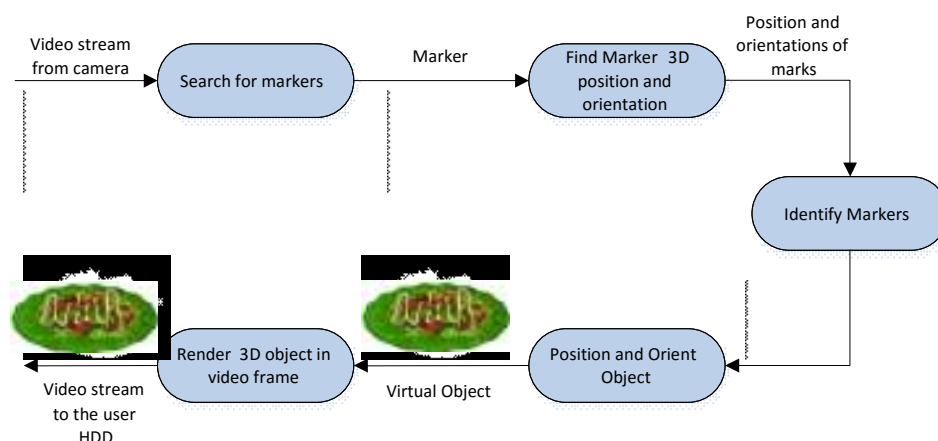 Video stream
from camera
Search for markers
Marker
Find Marker 3D
position and
orientation
Position and
orientations of
marks
Identify Markers
Position and Orient
Object
Virtual Object
Render 3D object in
video frame
Video stream
to the user
HDD